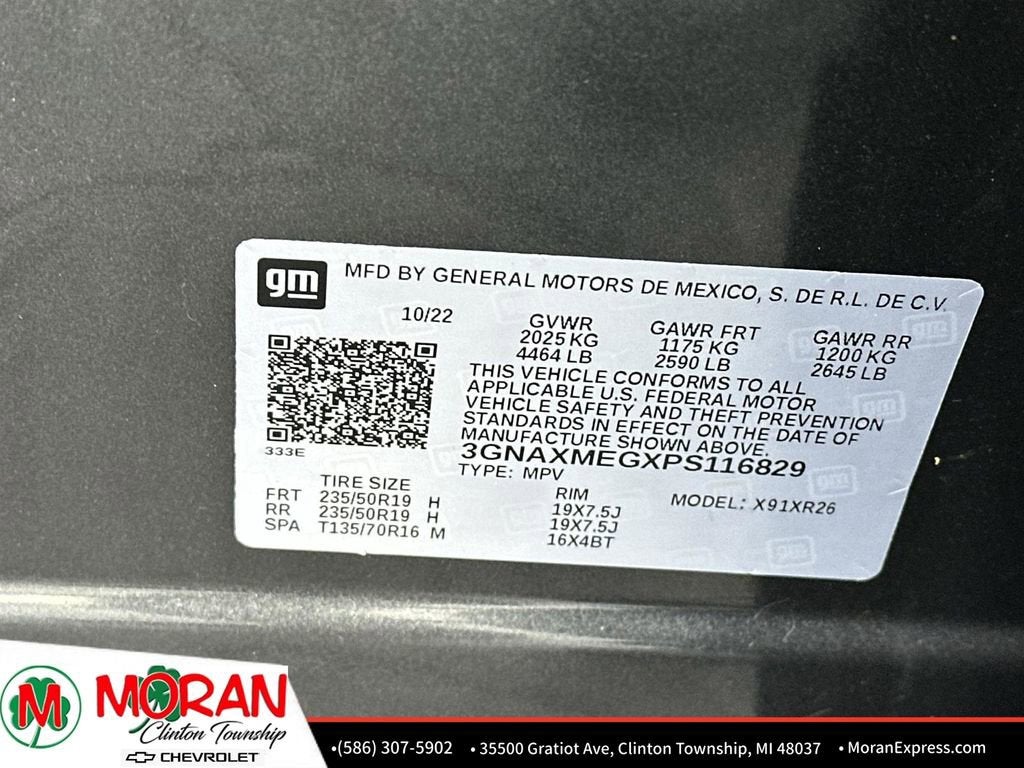 gm
MFD BY GENERAL MOTORS DE MEXICO, S. DE R.L. DE C.V.
10/22
GVWR
2025 KG
4464 LB
GAWR FRT
1175 KG
2590 LB
GAWR RR
1200 KG
2645 LB
THIS VEHICLE CONFORMS TO ALL
APPLICABLE U.S. FEDERAL MOTOR
VEHICLE SAFETY AND THEFT PREVENTION
STANDARDS IN EFFECT ON THE DATE OF
MANUFACTURE SHOWN ABOVE.
3GNAXMEGXPS116829
TYPE: MPV
MODEL: X91XR26
333E
TIRE SIZE
RIM
FRT 235/50R19 H 19X7.5J
RR 235/50R19 H 19X7.5J
SPA T135/70R16 M 16X4BT
M MORAN
Clinton Township
CHEVROLET
•(586) 307-5902 • 35500 Gratiot Ave, Clinton Township, MI 48037 • MoranExpress.com